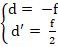 {d = −f
d′ = f/2